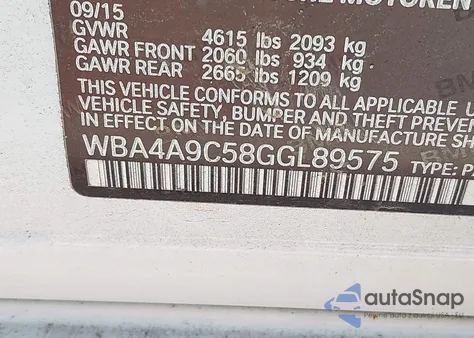 MOTOREN
09/15
GVWR 4615 lbs 2093 kg
GAWR FRONT 2060 lbs 934 kg
GAWR REAR 2665 lbs 1209 kg
THIS VEHICLE CONFORMS TO ALL APPLICABLE
VEHICLE SAFETY, BUMPER AND THEFT
IN EFFECT ON THE DATE OF MANUFACTURE SH
WBA4A9C58GGL89575 TYPE: P
autaSnap